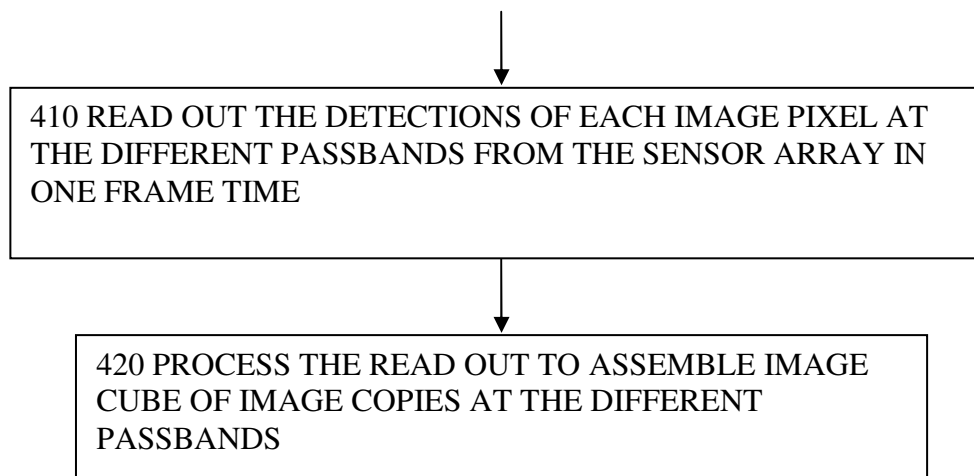 410 READ OUT THE DETECTIONS OF EACH IMAGE PIXEL AT
THE DIFFERENT PASSBANDS FROM THE SENSOR ARRAY IN
ONE FRAME TIME
420 PROCESS THE READ OUT TO ASSEMBLE IMAGE
CUBE OF IMAGE COPIES AT THE DIFFERENT
PASSBANDS